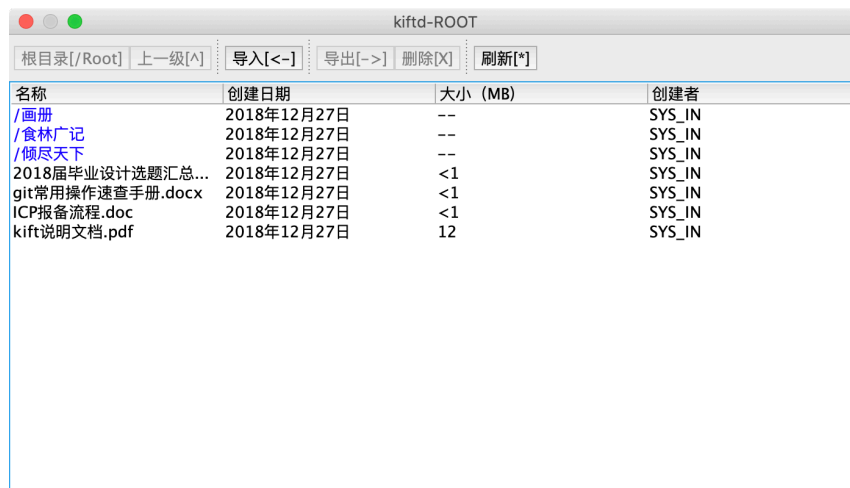 kiftd-ROOT
根目录[/Root] 上一级[^] 导入[<-] 导出[->] 删除[X] 刷新[*]
名称 创建日期 大小（MB） 创建者
/画册 2018年12月27日 -- SYS_IN
/食林广记 2018年12月27日 -- SYS_IN
/倾尽天下 2018年12月27日 -- SYS_IN
2018届毕业设计选题汇总... 2018年12月27日 <1 SYS_IN
git常用操作速查手册.docx 2018年12月27日 <1 SYS_IN
ICP报备流程.doc 2018年12月27日 <1 SYS_IN
kift说明文档.pdf 2018年12月27日 12 SYS_IN